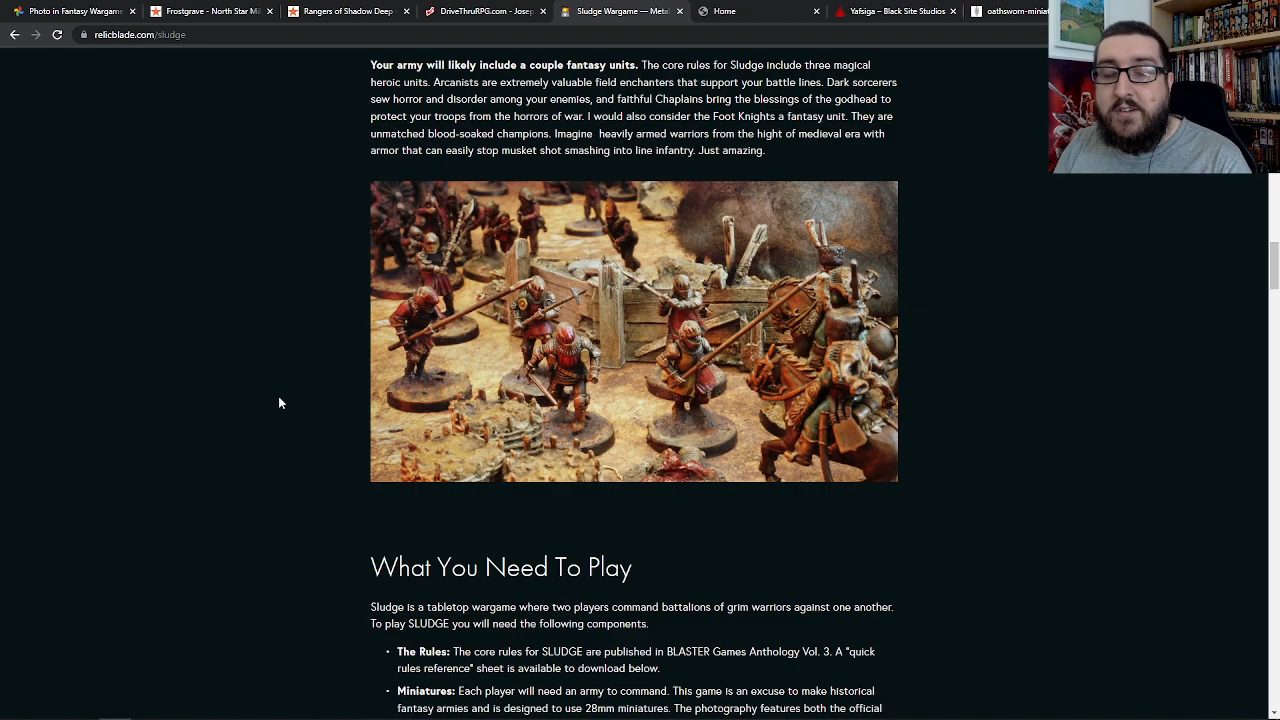 Photo in Fantasy Wargame
Frostgrave - North Star Mi
Rangers of Shadow Deep
DriveThruRPG.com - Josep
Sludge Wargame — Metal
Home
Yafsiga – Black Site Studios
oathsworn-miniat
relicblade.com/sludge
Your army will likely include a couple fantasy units. The core rules for Sludge include three magical
heroic units. Arcanists are extremely valuable field enchanters that support your battle lines. Dark sorcerers
sew horror and disorder among your enemies, and faithful Chaplains bring the blessings of the godhead to
protect your troops from the horrors of war. I would also consider the Foot Knights a fantasy unit. They are
unmatched blood-soaked champions. Imagine heavily armed warriors from the hight of medieval era with
armor that can easily stop musket shot smashing into line infantry. Just amazing.
What You Need To Play
Sludge is a tabletop wargame where two players command battalions of grim warriors against one another.
To play SLUDGE you will need the following components.
• The Rules: The core rules for SLUDGE are published in BLASTER Games Anthology Vol. 3. A "quick
rules reference" sheet is available to download below.
• Miniatures: Each player will need an army to command. This game is an excuse to make historical
fantasy armies and is designed to use 28mm miniatures. The photography features both the official